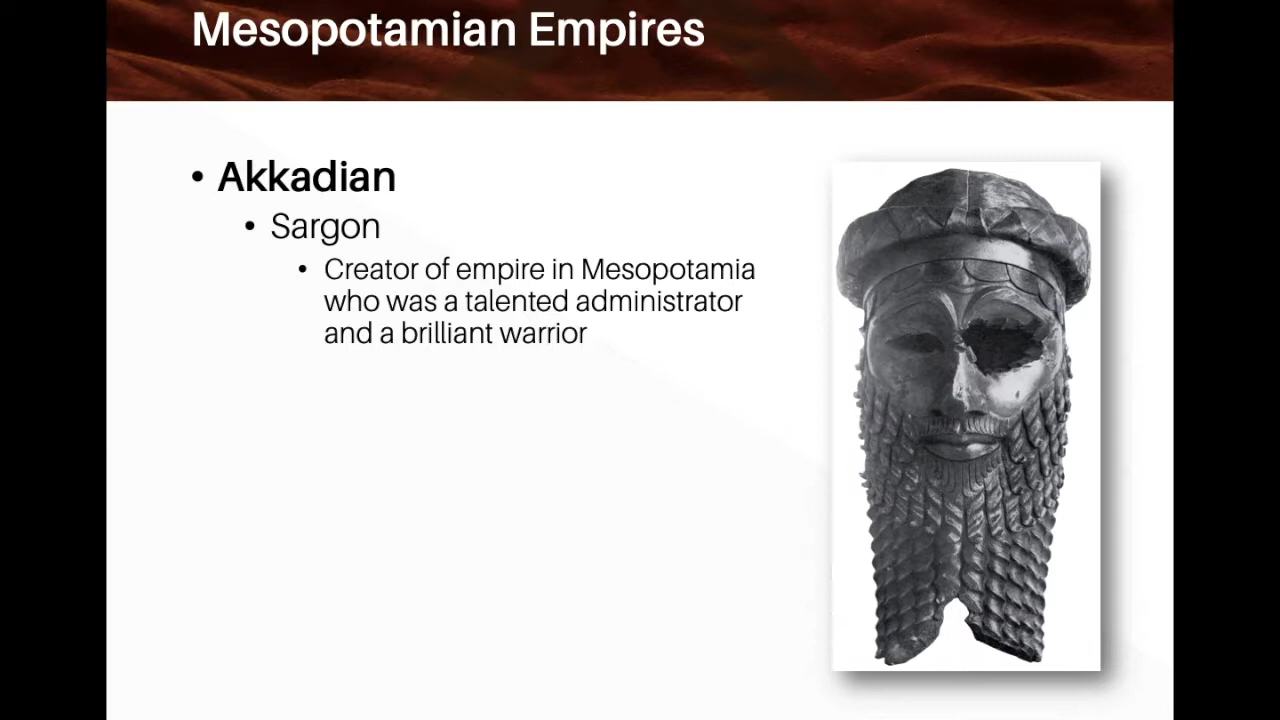 Mesopotamian Empires
• Akkadian
• Sargon
• Creator of empire in Mesopotamia
who was a talented administrator
and a brilliant warrior